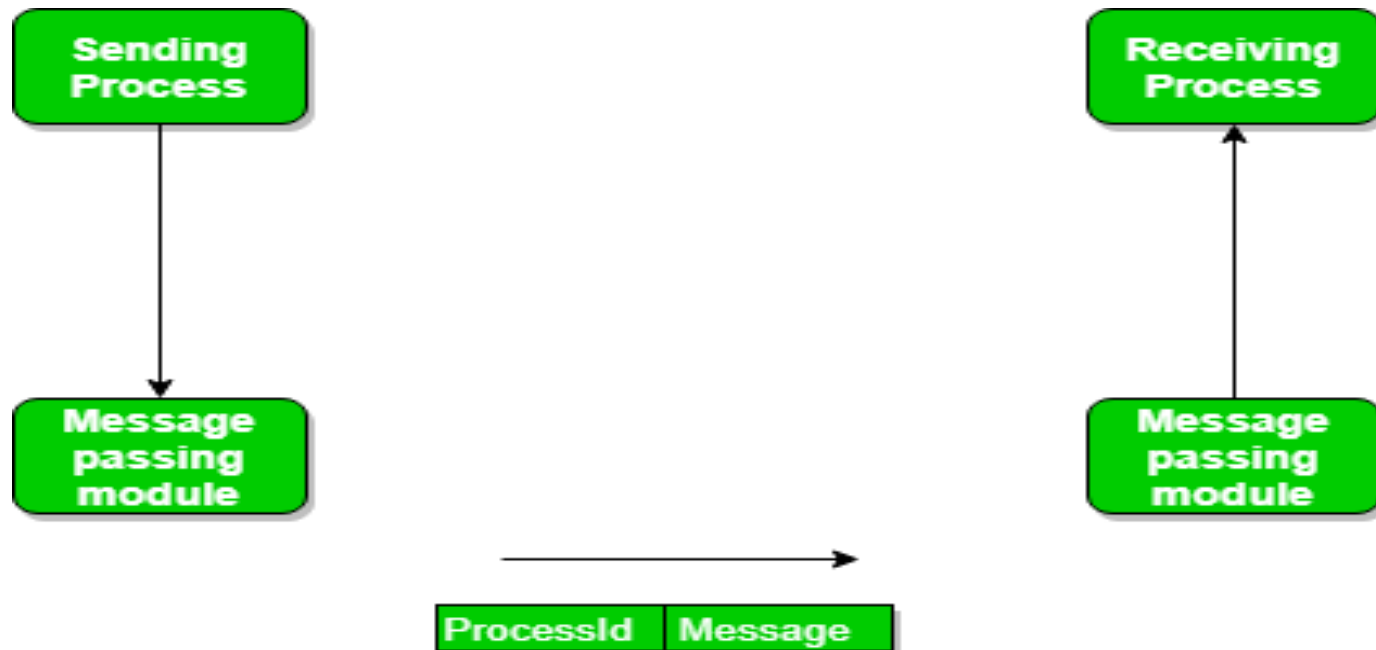 Sending
Process
Receiving
Process
Message
passing
module
Message
passing
module
ProcessId
Message